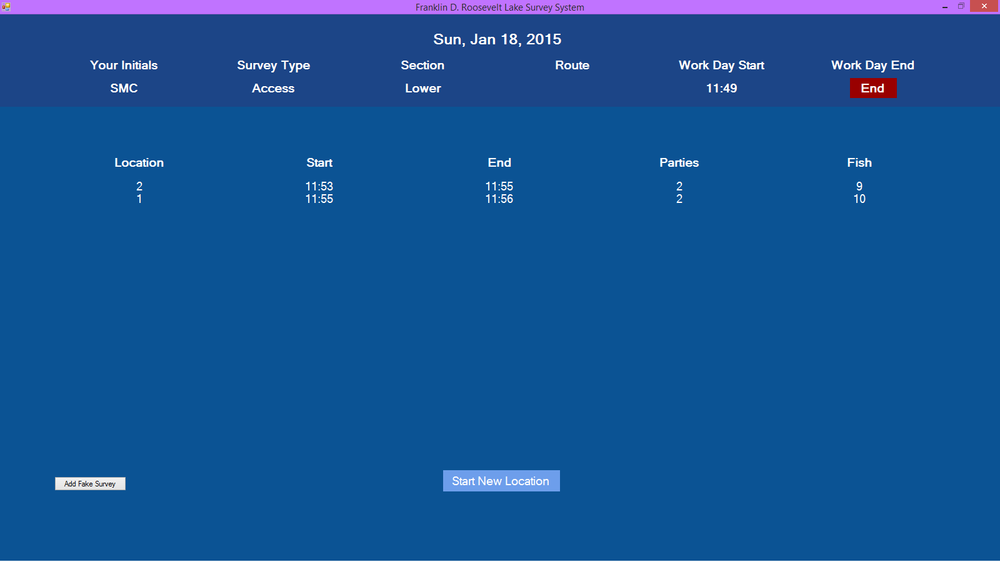 Franklin D. Roosevelt Lake Survey System
Sun, Jan 18, 2015
Your Initials Survey Type Section Route Work Day Start Work Day End
SMC Access Lower 11:49 End
Location Start End Parties Fish
2 11:53 11:55 2 9
1 11:55 11:56 2 10
Add Fake Survey Start New Location